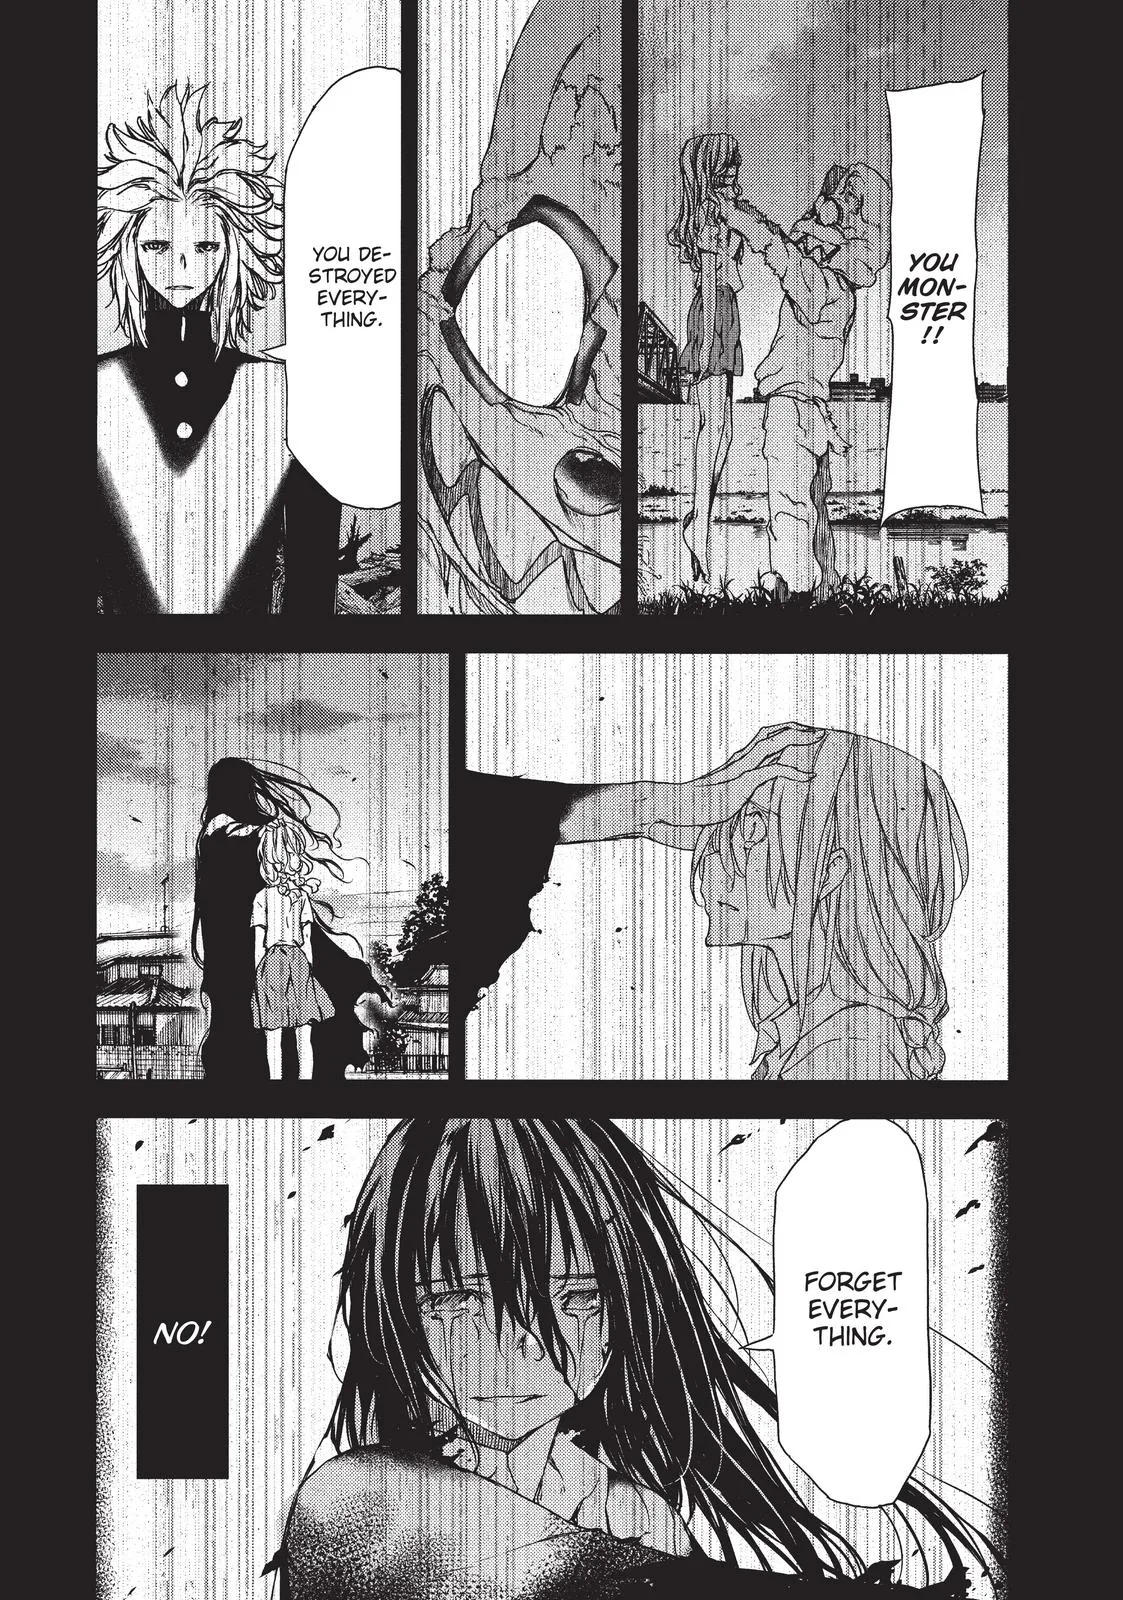 YOU
MON-
STER
!!
YOU DE-
STROYED
EVERY-
THING.
FORGET
EVERY-
THING.
NO!